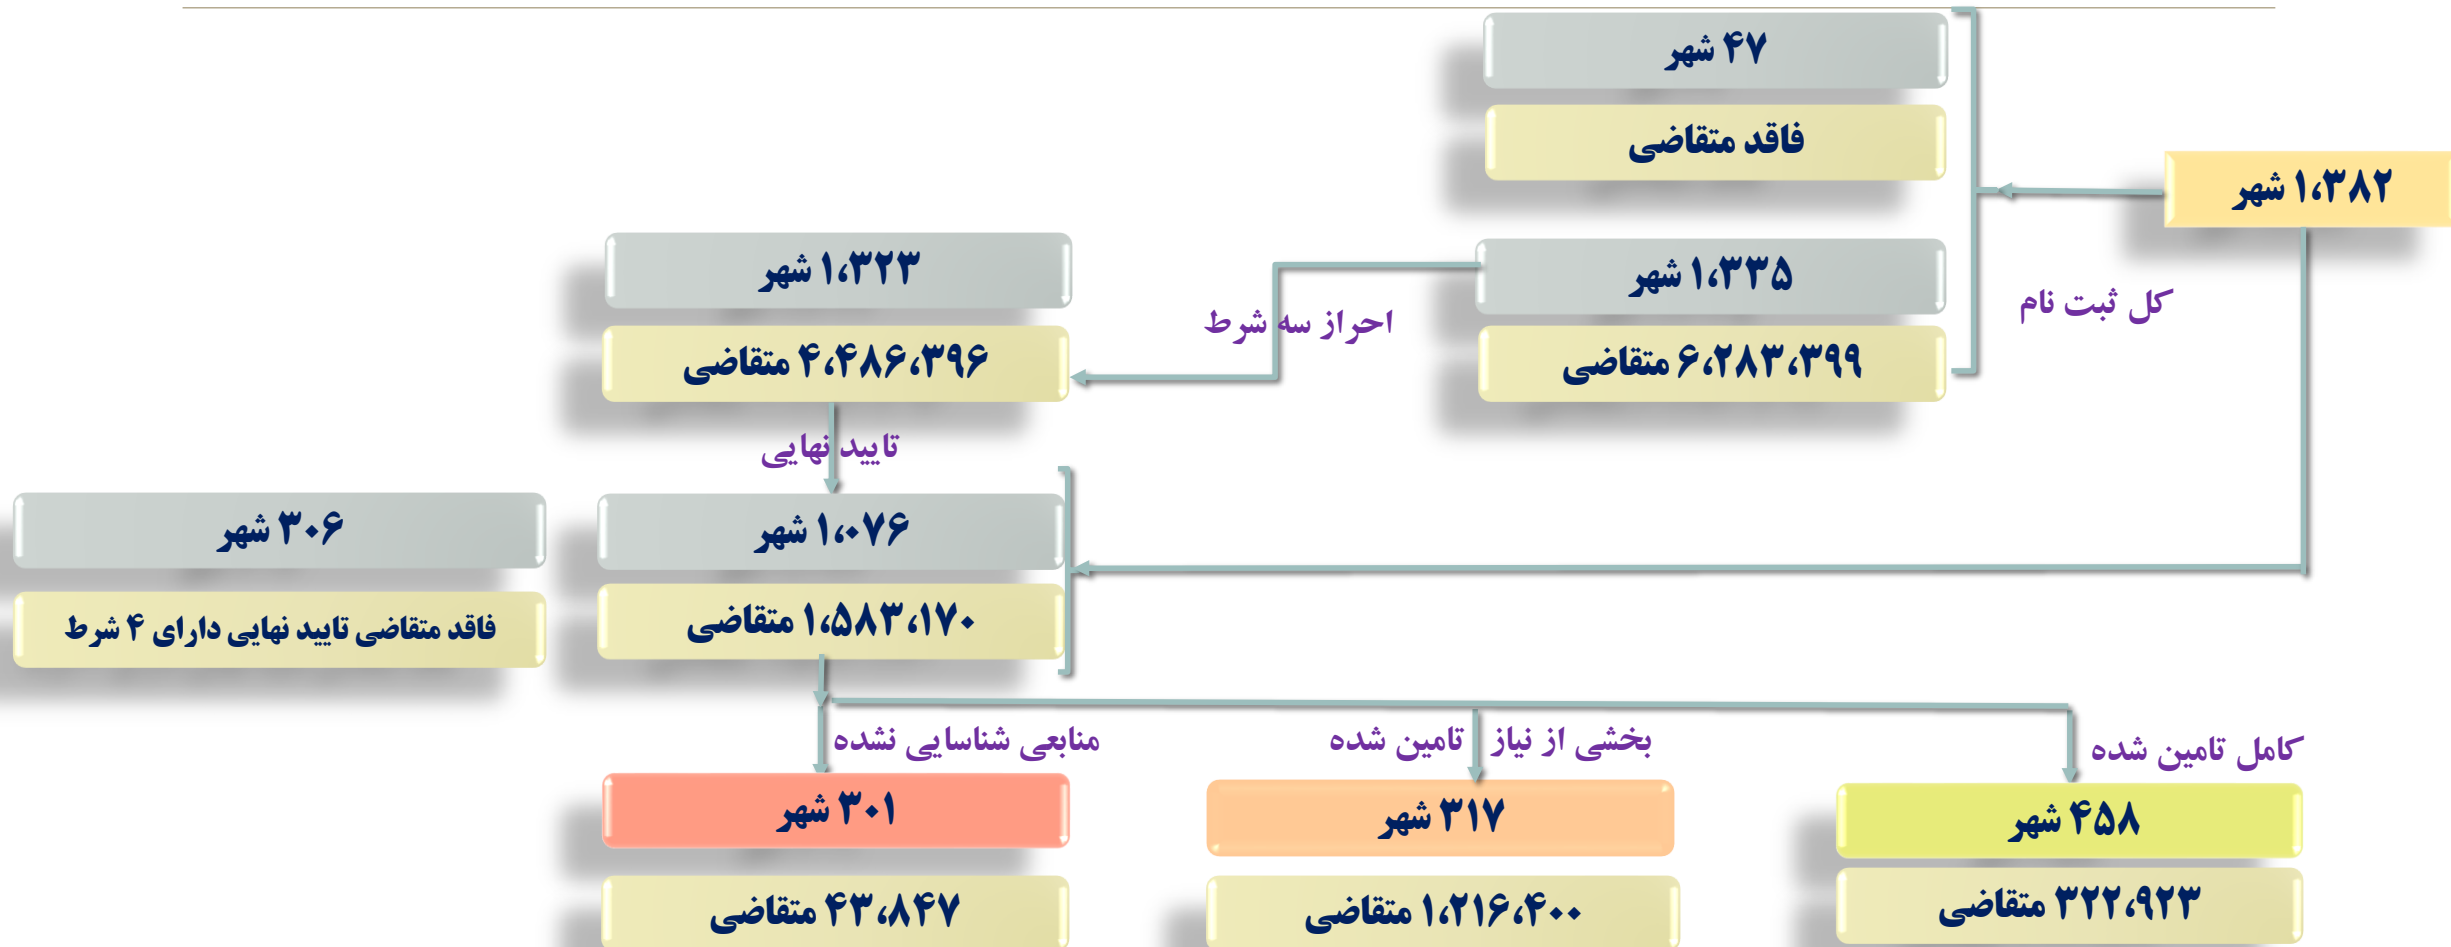 ۱،۳۸۲ شهر
کل ثبت نام
۴۷ شهر
فاقد متقاضی
۱،۳۳۵ شهر
۶،۲۸۳،۳۹۹ متقاضی
احراز سه شرط
۱،۳۲۳ شهر
۴،۴۸۶،۳۹۶ متقاضی
تایید نهایی
۱،۰۷۶ شهر
۱،۵۸۳،۱۷۰ متقاضی
۳۰۶ شهر
فاقد متقاضی تایید نهایی دارای ۴ شرط
کامل تامین شده
۴۵۸ شهر
۳۲۲،۹۲۳ متقاضی
بخشی از نیاز تامین شده
۳۱۷ شهر
۱،۲۱۶،۴۰۰ متقاضی
منابعی شناسایی نشده
۳۰۱ شهر
۴۳،۸۴۷ متقاضی